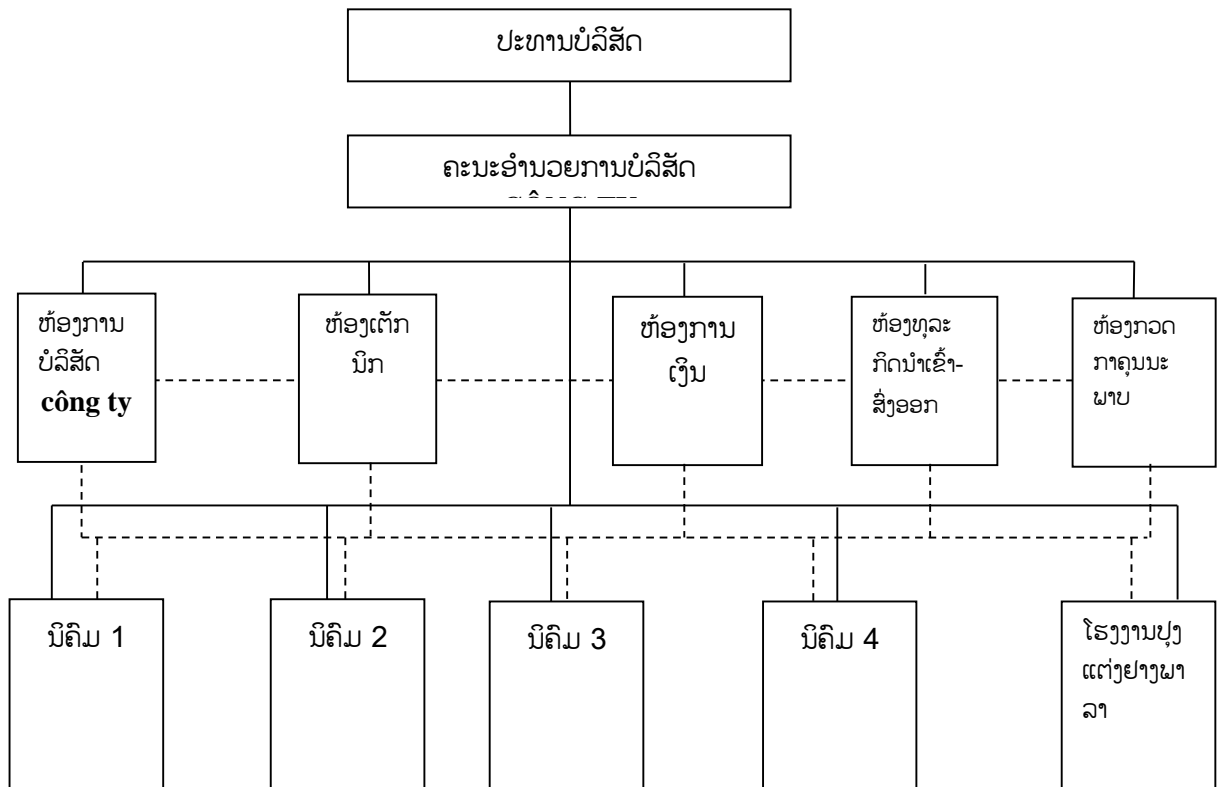 ປະທານບໍລິສັດ
ຄະນະອໍານວຍການບໍລິສັດ
ຫ້ອງການ
ບໍລິສັດ
công ty
ຫ້ອງເຕັກ
ນິກ
ຫ້ອງການ
ເງິນ
ຫ້ອງທຸລະ
ກິດນໍາເຂົ້າ-
ສົ່ງອອກ
ຫ້ອງກວດ
ກາຄຸນນະ
ພາບ
ນິຄົມ 1
ນິຄົມ 2
ນິຄົມ 3
ນິຄົມ 4
ໂຮງງານປຸງ
ແຕ່ງຢາງພາ
ລາ